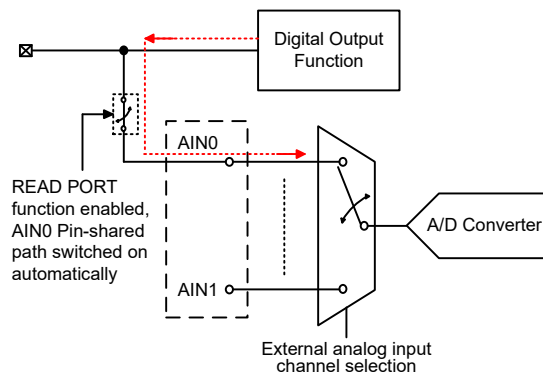 Digital Output
Function
AIN0
READ PORT
function enabled,
AIN0 Pin-shared
path switched on
automatically
A/D Converter
AIN1
External analog input
channel selection